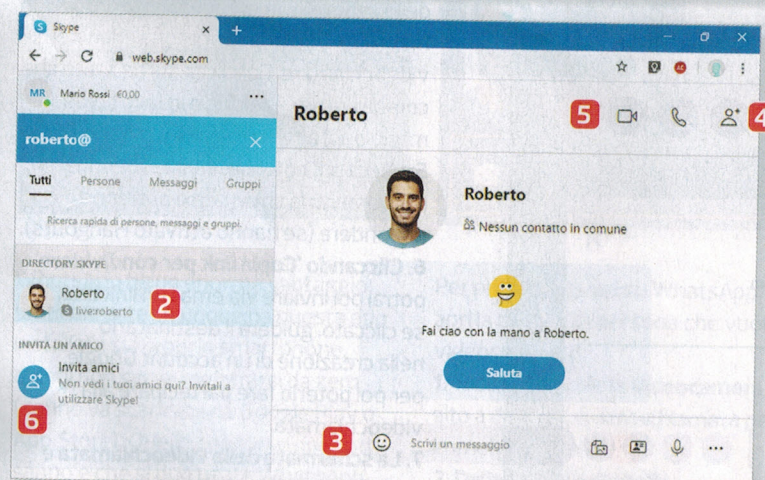 Skype
web.skype.com
MR Mario Rossi €0,00
roberto@
Tutti Persone Messaggi Gruppi
Ricerca rapida di persone, messaggi e gruppi.
DIRECTORY SKYPE
Roberto
live:roberto
2
INVITA UN AMICO
Invita amici
Non vedi i tuoi amici qui? Invitali a
utilizzare Skype!
6
Roberto
5
4
Roberto
Nessun contatto in comune
Fai ciao con la mano a Roberto.
Saluta
3
Scrivi un messaggio